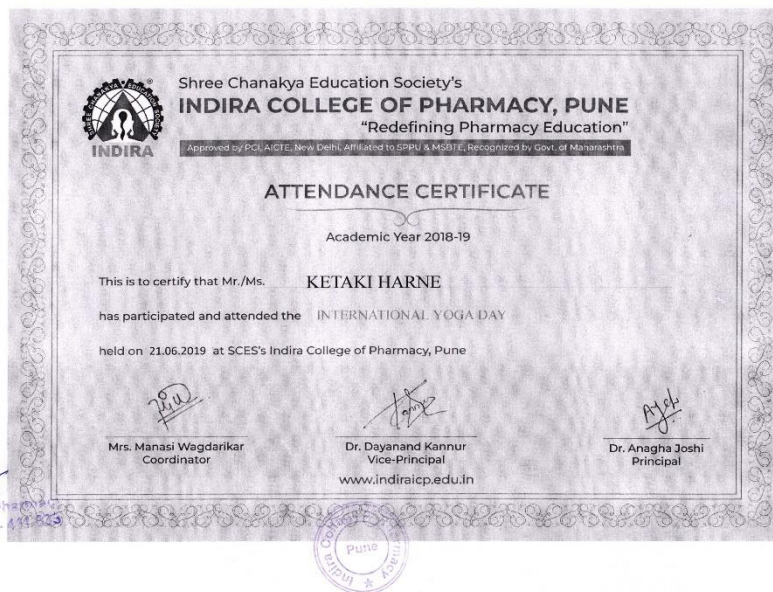 Shree Chanakya Education Society's
INDIRA COLLEGE OF PHARMACY, PUNE
"Redefining Pharmacy Education"
SHREE CHANAKYA EDUCATION SOCIETY
INDIRA
Approved by PCI, AICTE, New Delhi, Affiliated to SPPU & MSBTE, Recognized by Govt. of Maharashtra
ATTENDANCE CERTIFICATE
Academic Year 2018-19
This is to certify that Mr./Ms. KETAKI HARNE
has participated and attended the INTERNATIONAL YOGA DAY
held on 21.06.2019 at SCES's Indira College of Pharmacy, Pune
Mrs. Manasi Wagdarikar
Coordinator
Dr. Dayanand Kannur
Vice-Principal
Dr. Anagha Joshi
Principal
www.indiraicp.edu.in
Pune